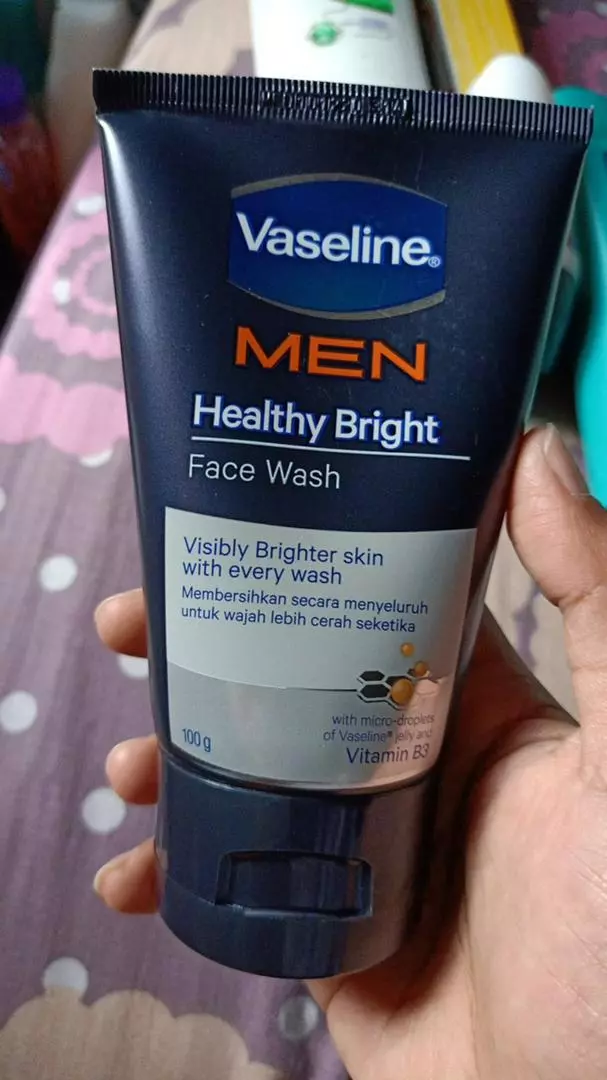 Vaseline®
MEN
Healthy Bright
Face Wash
Visibly Brighter skin
with every wash
Membersihkan secara menyeluruh
untuk wajah lebih cerah seketika
with micro-droplets
of Vaseline® jelly and
Vitamin B3
100 g